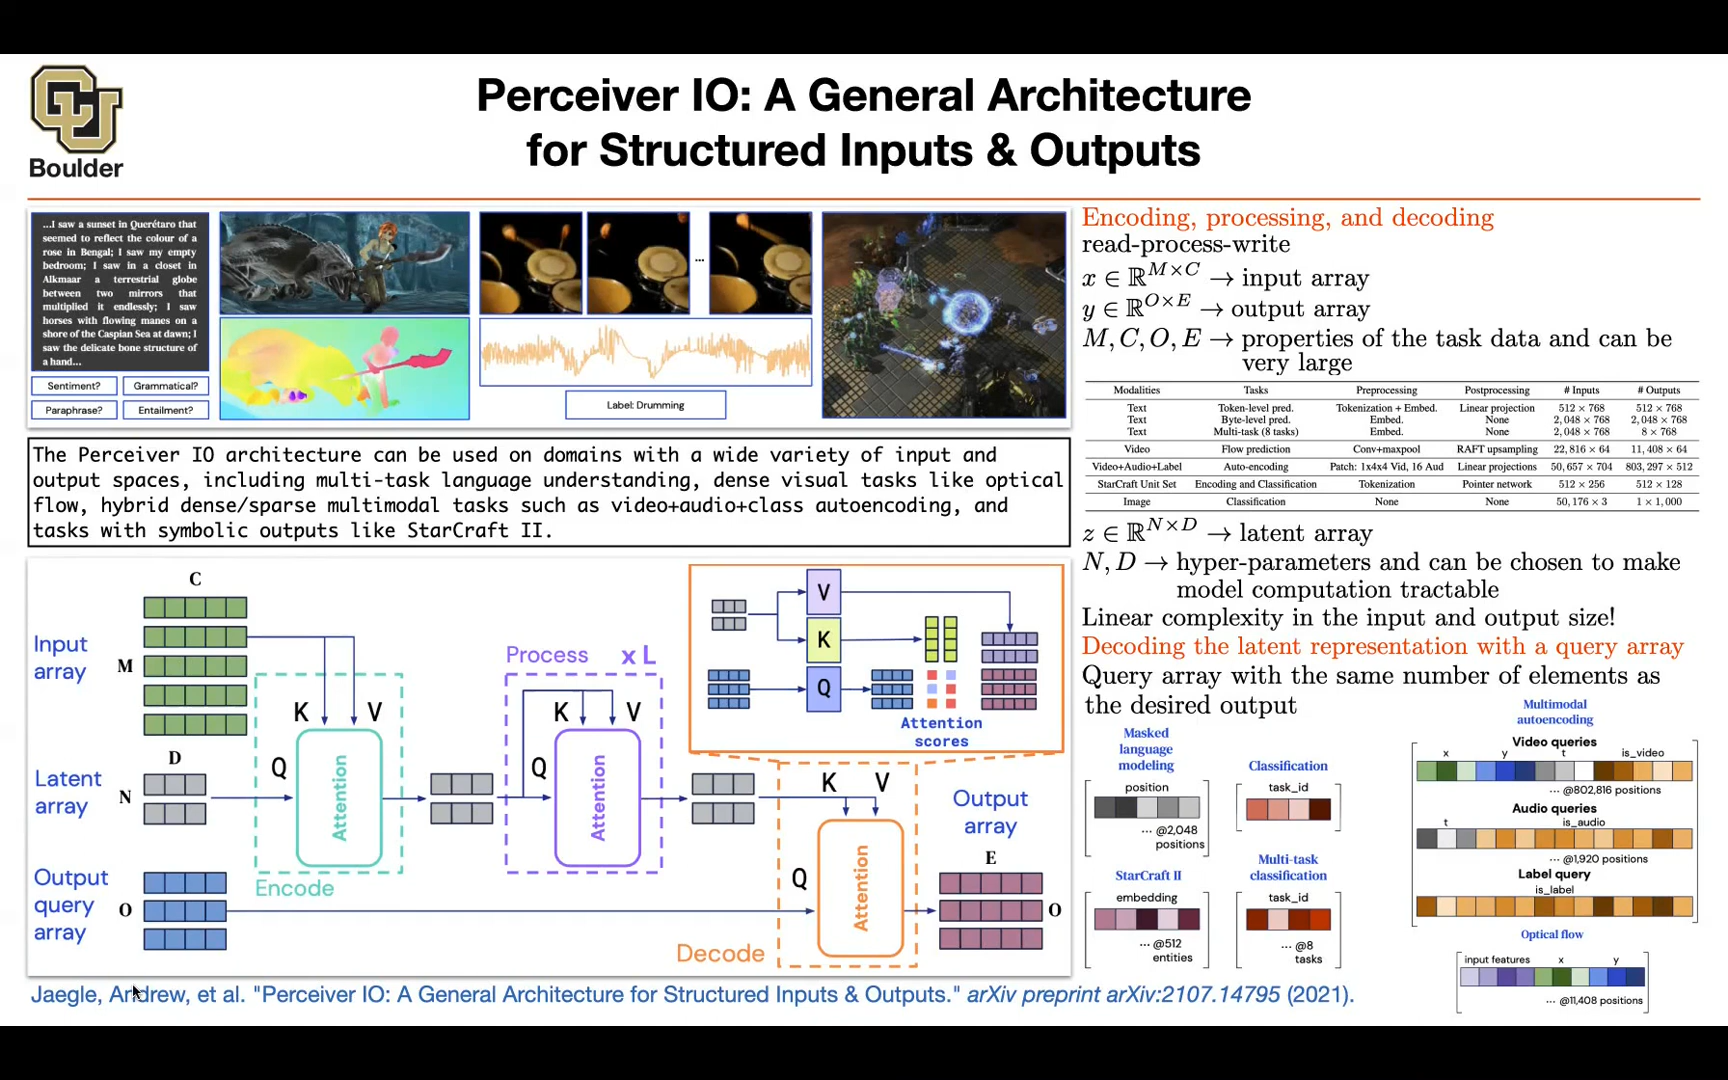 Boulder
Perceiver IO: A General Architecture
for Structured Inputs & Outputs
...I saw a sunset in Querétaro that
seemed to reflect the colour of a
rose in Bengal; I saw my empty
bedroom; I saw in a closet in
Alkmaar a terrestrial globe
between two mirrors that
multiplied it endlessly; I saw
horses with flowing manes on a
shore of the Caspian Sea at dawn; I
saw the delicate bone structure of
a hand...
Sentiment? Grammatical?
Paraphrase? Entailment?
...
Label: Drumming
The Perceiver IO architecture can be used on domains with a wide variety of input and
output spaces, including multi-task language understanding, dense visual tasks like optical
flow, hybrid dense/sparse multimodal tasks such as video+audio+class autoencoding, and
tasks with symbolic outputs like StarCraft II.
C
Input
array
M
K V
Q
Attention
Encode
D
Latent
array
N
Process x L
K V
Q
Attention
V
K
Q
Attention
scores
K V
Q
Attention
Decode
Output
query
array
O
Output
array
E
O
Jaegle, Andrew, et al. "Perceiver IO: A General Architecture for Structured Inputs & Outputs." arXiv preprint arXiv:2107.14795 (2021).
Encoding, processing, and decoding
read-process-write
x ∈ ℝ^{M×C} → input array
y ∈ ℝ^{O×E} → output array
M, C, O, E → properties of the task data and can be
very large
Modalities Tasks Preprocessing Postprocessing # Inputs # Outputs
Text Token-level pred. Tokenization + Embed. Linear projection 512 × 768 512 × 768
Text Byte-level pred. Embed. None 2,048 × 768 2,048 × 768
Text Multi-task (8 tasks) Embed. None 2,048 × 768 8 × 768
Video Flow prediction Conv+maxpool RAFT upsampling 22,816 × 64 11,408 × 64
Video+Audio+Label Auto-encoding Patch: 1x4x4 Vid, 16 Aud Linear projections 50,657 × 704 803,297 × 512
StarCraft Unit Set Encoding and Classification Tokenization Pointer network 512 × 256 512 × 128
Image Classification None None 50,176 × 3 1 × 1,000
z ∈ ℝ^{N×D} → latent array
N, D → hyper-parameters and can be chosen to make
model computation tractable
Linear complexity in the input and output size!
Decoding the latent representation with a query array
Query array with the same number of elements as
the desired output
Masked
language
modeling
position
... @2,048
positions
Classification
task_id
StarCraft II
embedding
... @512
entities
Multi-task
classification
task_id
... @8
tasks
Multimodal
autoencoding
Video queries
x y t is_video
... @802,816 positions
Audio queries
t is_audio
... @1,920 positions
Label query
is_label
Optical flow
input features x y
... @11,408 positions